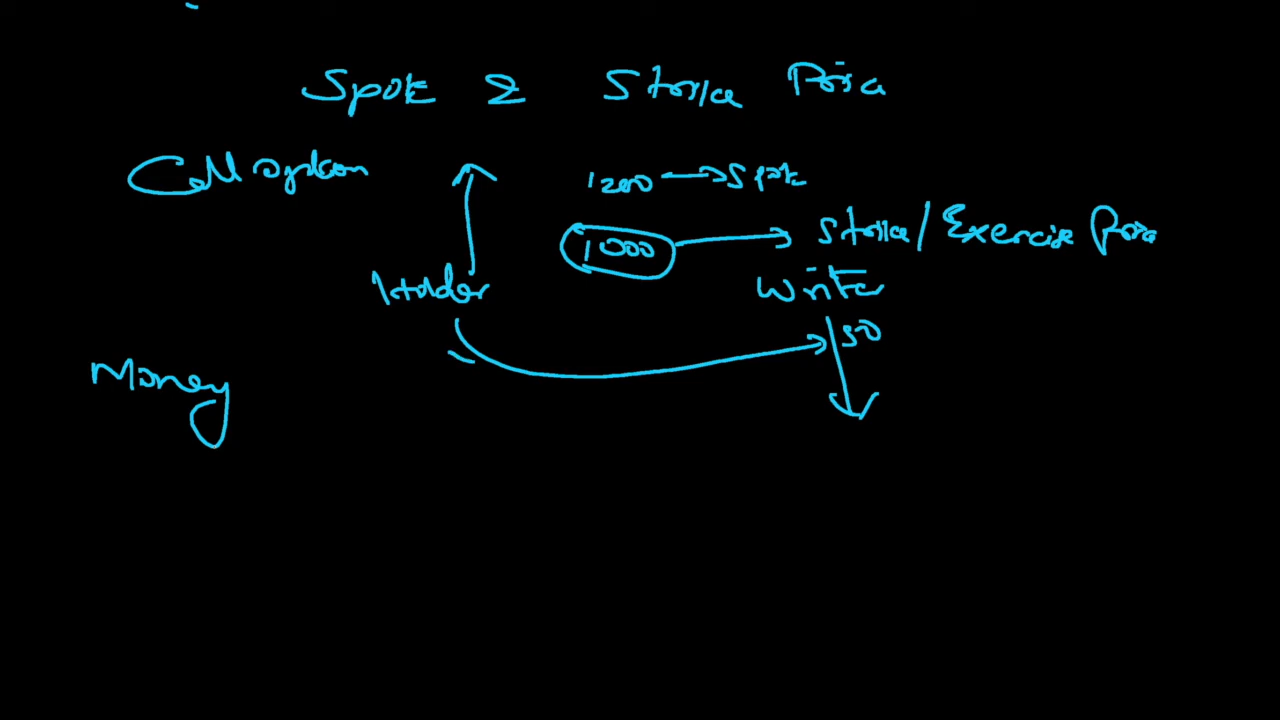 Spot & Strike Price
Call option
1200 → Spot
1000 → Strike / Exercise Price
Holder Writer
50
Money